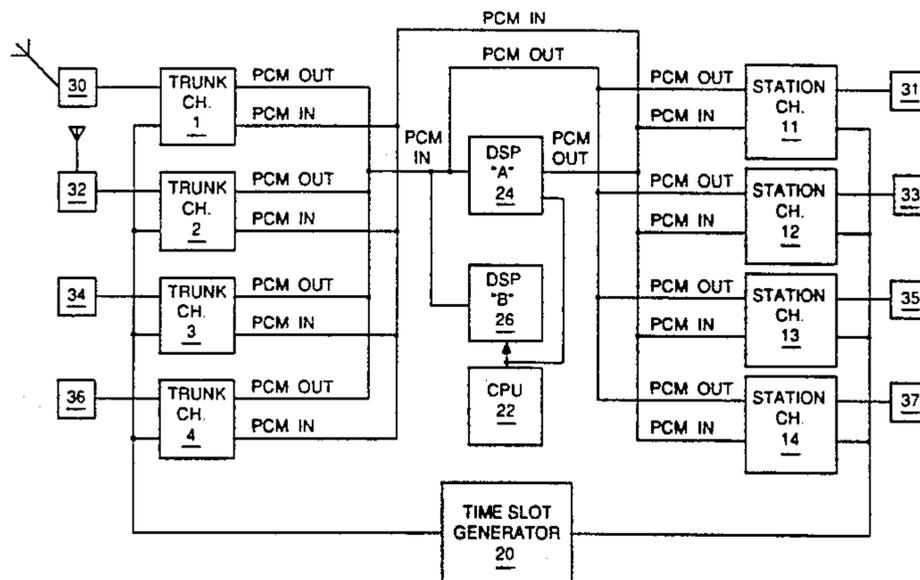 PCM IN
PCM OUT
30
TRUNK
CH.
1
PCM OUT
PCM IN
32
TRUNK
CH.
2
PCM OUT
PCM IN
34
TRUNK
CH.
3
PCM OUT
PCM IN
36
TRUNK
CH.
4
PCM OUT
PCM IN
PCM
IN
DSP
"A"
24
PCM
OUT
DSP
"B"
26
CPU
22
PCM OUT
PCM IN
STATION
CH.
11
31
PCM OUT
PCM IN
STATION
CH.
12
33
PCM OUT
PCM IN
STATION
CH.
13
35
PCM OUT
PCM IN
STATION
CH.
14
37
TIME SLOT
GENERATOR
20